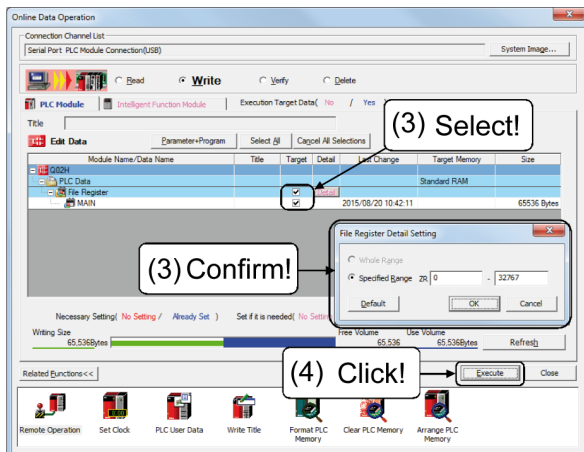 Online Data Operation
Connection Channel List
Serial Port PLC Module Connection(USB)
System Image...
Read Write Verify Delete
PLC Module Intelligent Function Module Execution Target Data( No / Yes
Title
(3) Select!
Edit Data Parameter+Program Select All Cancel All Selections
Module Name/Data Name Title Target Detail Last Change Target Memory Size
Q02H
PLC Data Standard RAM
File Register Detail
MAIN 2015/08/20 10:42:11 65536 Bytes
File Register Detail Setting
Whole Range
(3) Confirm!
Specified Range ZR 0 - 32767
Default OK Cancel
Necessary Setting( No Setting / Already Set ) Set if it is needed( No Setting
Writing Size Free Volume Use Volume
65,536Bytes 65,536 65,536Bytes Refresh
(4) Click!
Related Functions<< Execute Close
Remote Operation Set Clock PLC User Data Write Title Format PLC Memory Clear PLC Memory Arrange PLC Memory